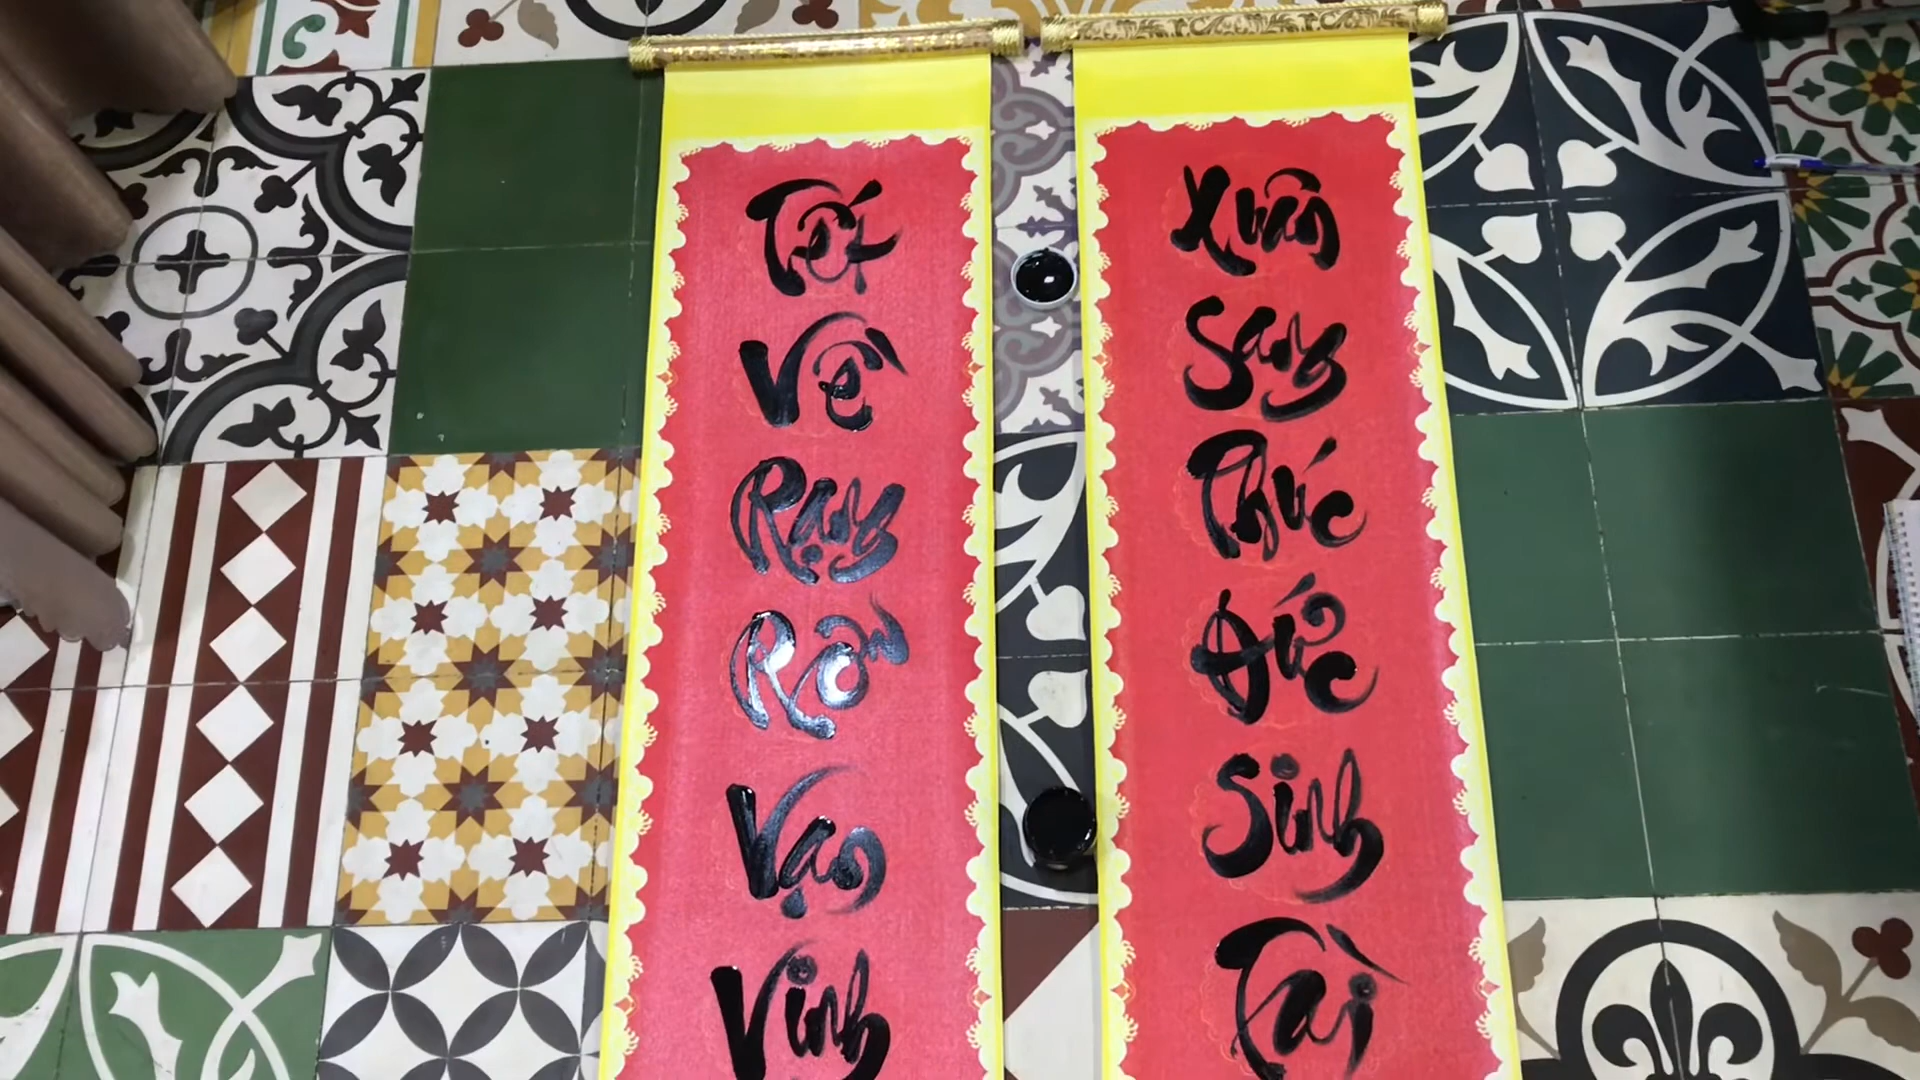 Tết
Về
Rạng
Rỡ
Vạn
Vinh
Xuân
Sang
Phúc
Đức
Sinh
Tài